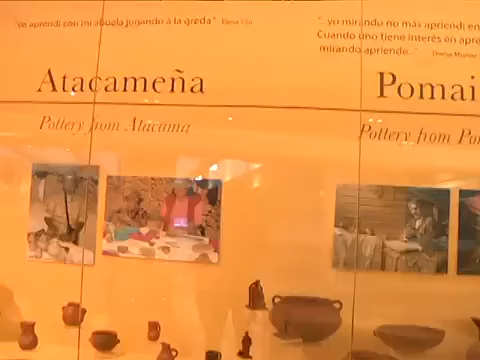 "yo aprendí con mi abuela jugando a la greda"
"yo mirando no más aprendí en
Cuando uno tiene interés en apre
mirando aprende..."
Atacameña
Pomai
Pottery from Atacama
Pottery from Po